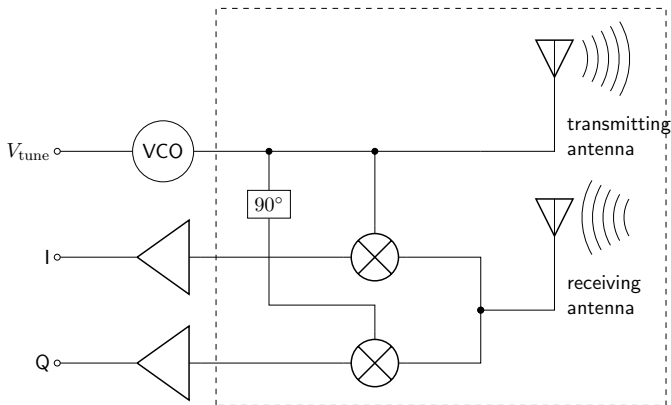 V_tune
VCO
transmitting
antenna
90°
I
receiving
antenna
Q